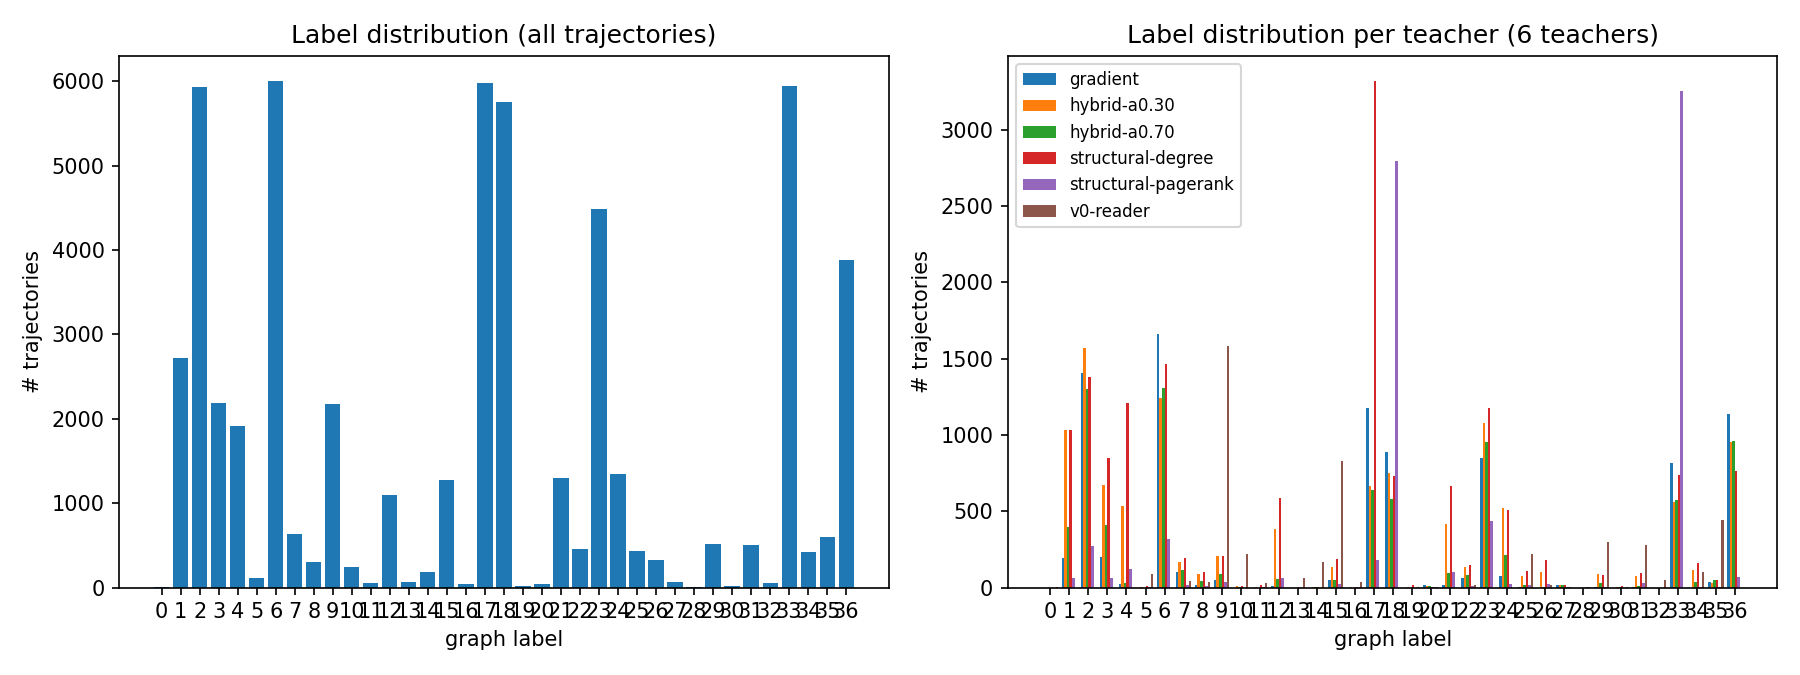 Label distribution (all trajectories)
# trajectories
6000
5000
4000
3000
2000
1000
0
0 1 2 3 4 5 6 7 8 9 10 11 12 13 14 15 16 17 18 19 20 21 22 23 24 25 26 27 28 29 30 31 32 33 34 35 36
graph label
Label distribution per teacher (6 teachers)
gradient
hybrid-a0.30
hybrid-a0.70
structural-degree
structural-pagerank
v0-reader
# trajectories
3000
2500
2000
1500
1000
500
0
0 1 2 3 4 5 6 7 8 9 10 11 12 13 14 15 16 17 18 19 20 21 22 23 24 25 26 27 28 29 30 31 32 33 34 35 36
graph label